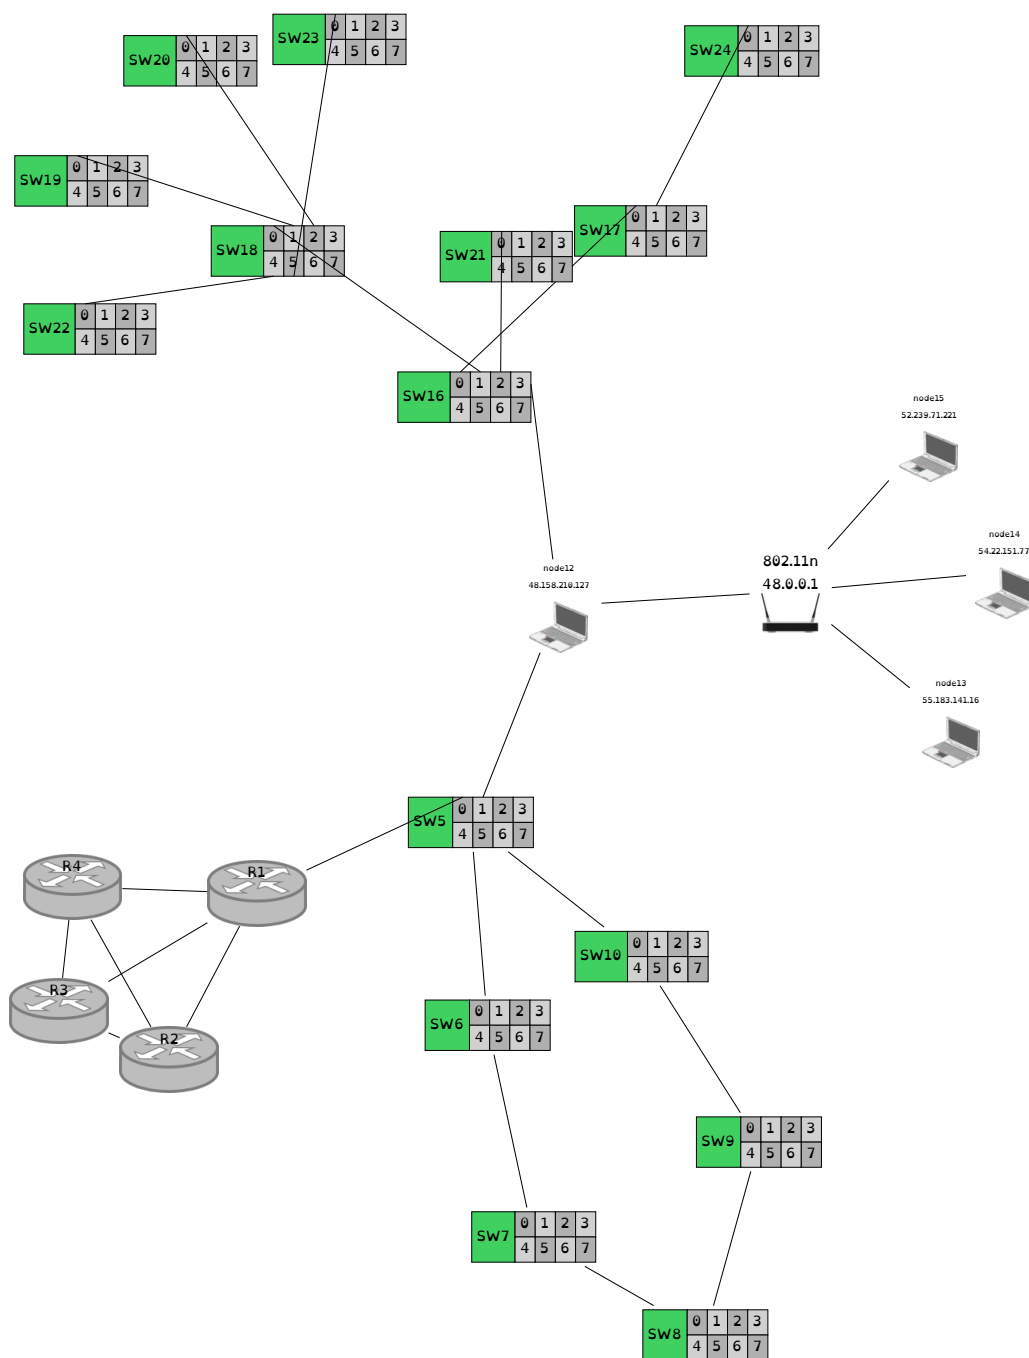 SW23 0 1 2 3
4 5 6 7
SW20 0 1 2 3
4 5 6 7
SW24 0 1 2 3
4 5 6 7
SW19 0 1 2 3
4 5 6 7
SW17 0 1 2 3
4 5 6 7
SW18 0 1 2 3
4 5 6 7
SW21 0 1 2 3
4 5 6 7
SW22 0 1 2 3
4 5 6 7
SW16 0 1 2 3
4 5 6 7
node15
52.239.71.221
node14
54.22.151.77
802.11n
48.0.0.1
node12
48.158.210.127
node13
55.183.141.16
SW5 0 1 2 3
4 5 6 7
R4
R1
SW10 0 1 2 3
4 5 6 7
R3
SW6 0 1 2 3
4 5 6 7
R2
SW9 0 1 2 3
4 5 6 7
SW7 0 1 2 3
4 5 6 7
SW8 0 1 2 3
4 5 6 7